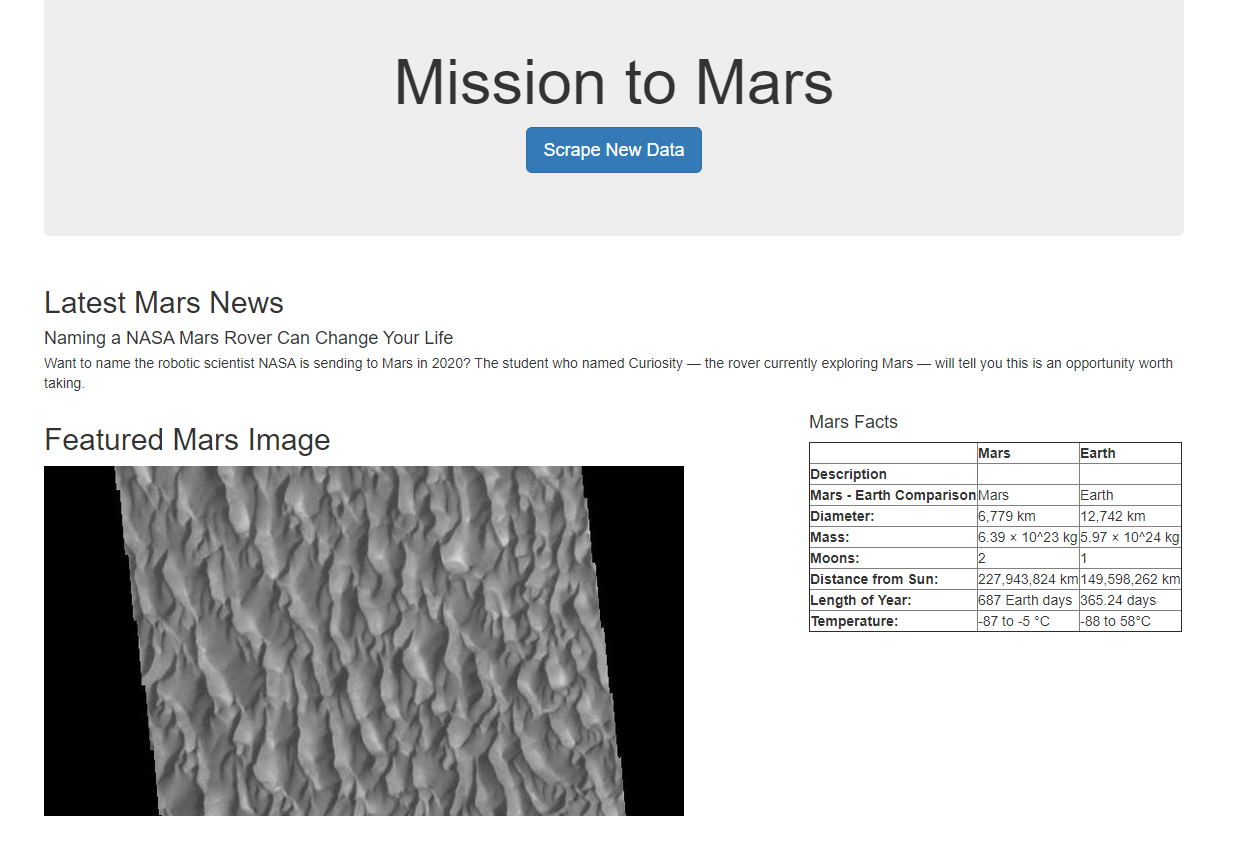 Mission to Mars
Scrape New Data
Latest Mars News
Naming a NASA Mars Rover Can Change Your Life
Want to name the robotic scientist NASA is sending to Mars in 2020? The student who named Curiosity — the rover currently exploring Mars — will tell you this is an opportunity worth
taking.
Featured Mars Image
Mars Facts
Mars Earth
Description
Mars - Earth Comparison Mars Earth
Diameter: 6,779 km 12,742 km
Mass: 6.39 × 10^23 kg 5.97 × 10^24 kg
Moons: 2 1
Distance from Sun: 227,943,824 km 149,598,262 km
Length of Year: 687 Earth days 365.24 days
Temperature: -87 to -5 °C -88 to 58°C